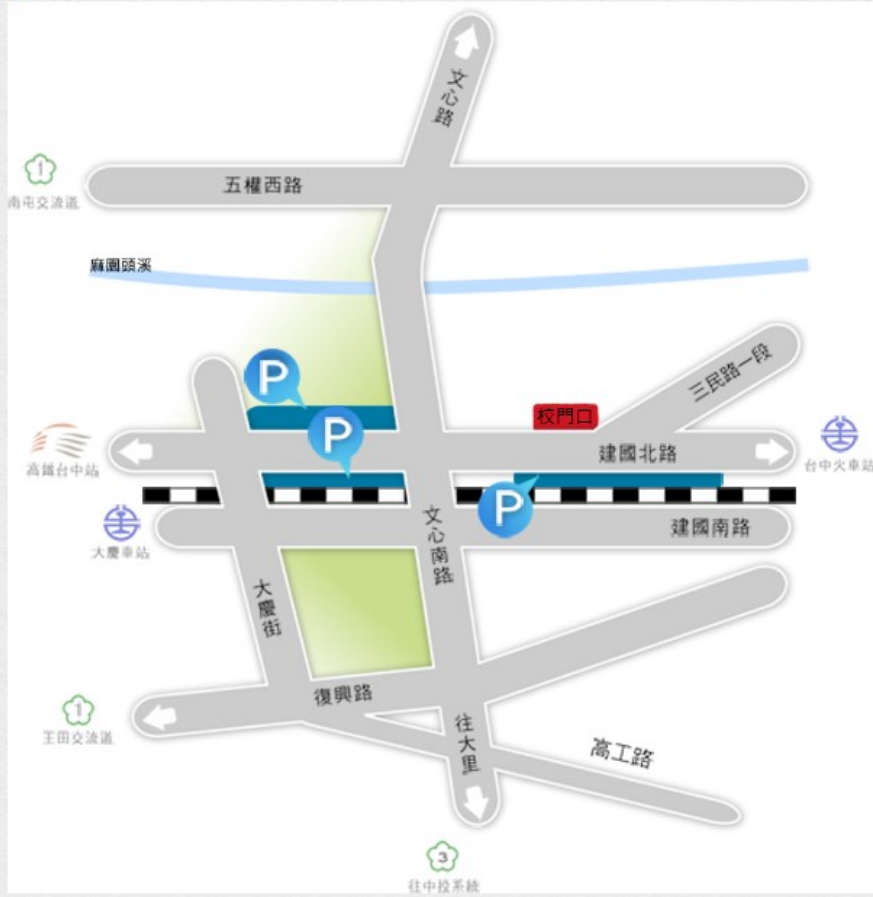 文心路
1
南屯交流道
五權西路
麻園頭溪
三民路一段
P
校門口
P
高鐵台中站
建國北路
台中火車站
P
大慶車站
文心南路
建國南路
大慶街
復興路
1
王田交流道
往大里
高工路
3
往中投系統